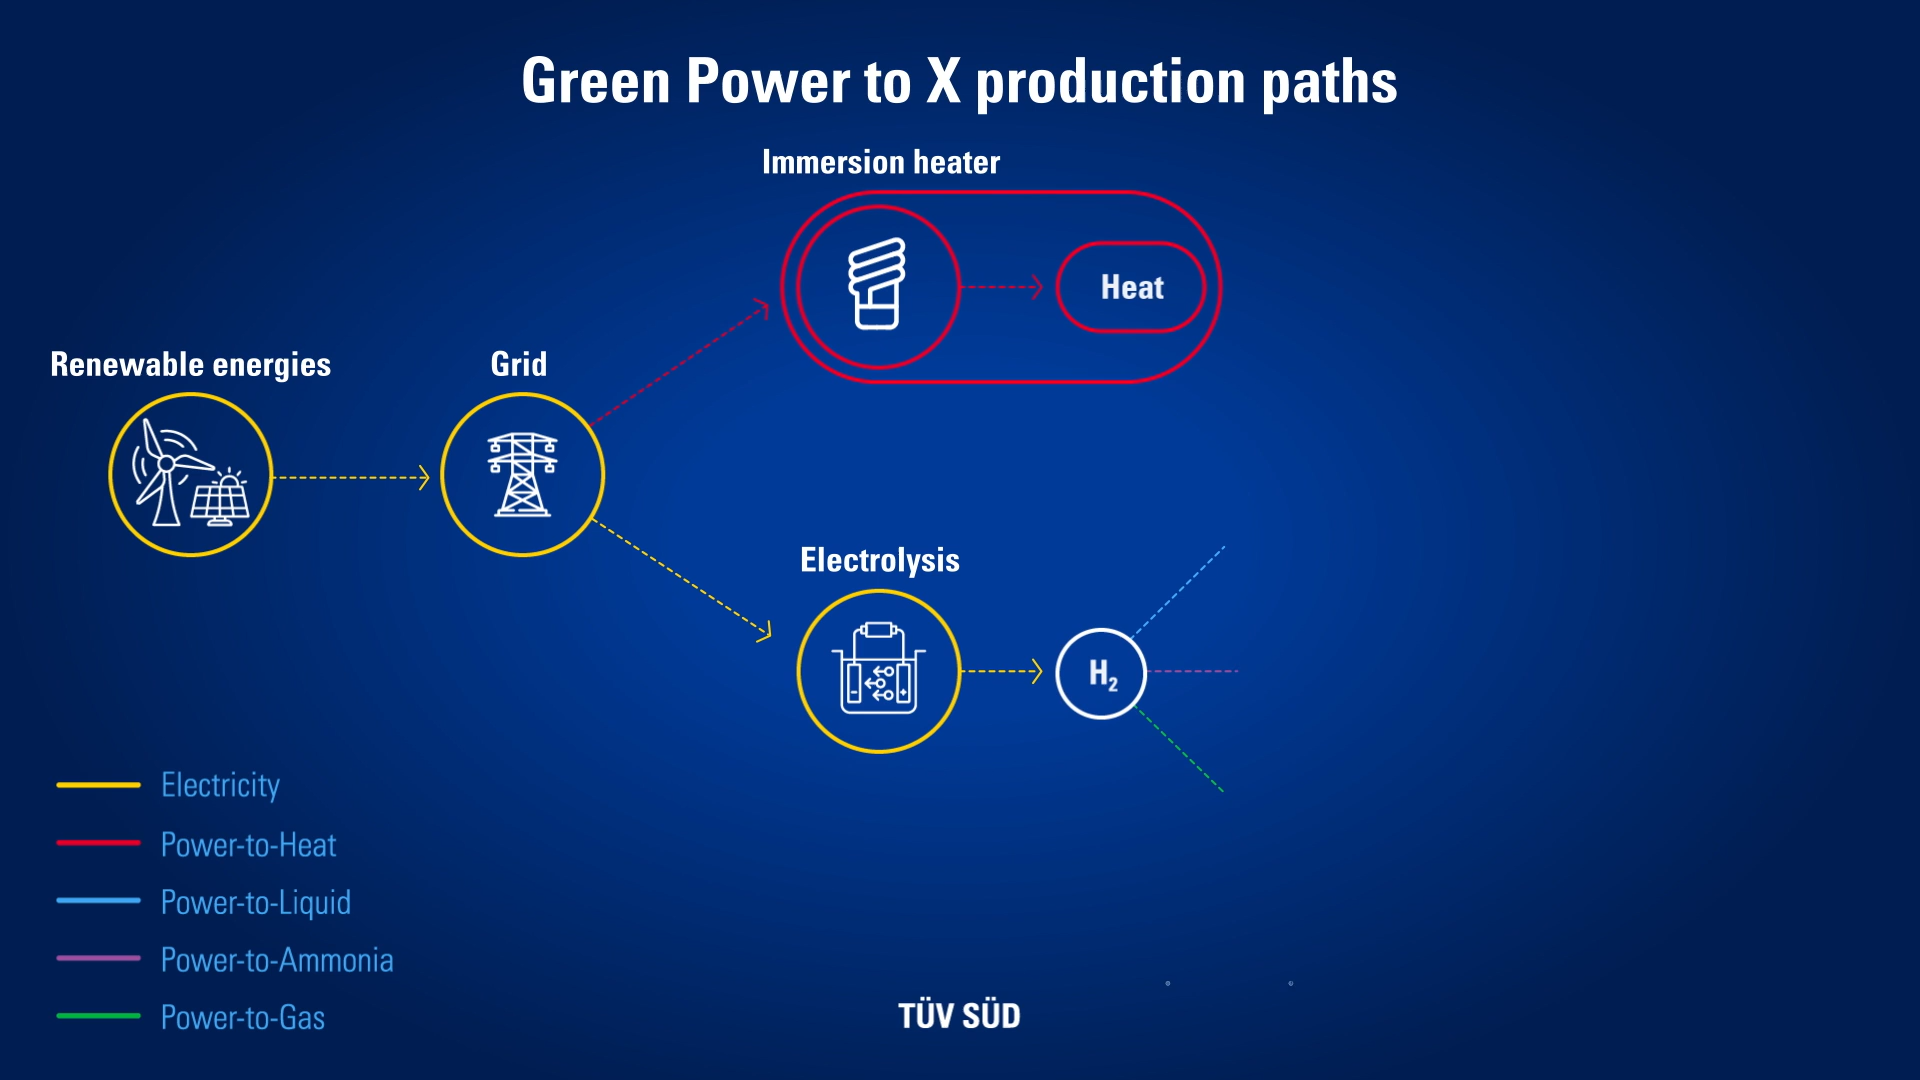 Green Power to X production paths
Immersion heater
Heat
Renewable energies
Grid
Electrolysis
- +
H₂
Electricity
Power-to-Heat
Power-to-Liquid
Power-to-Ammonia
Power-to-Gas
TÜV SÜD